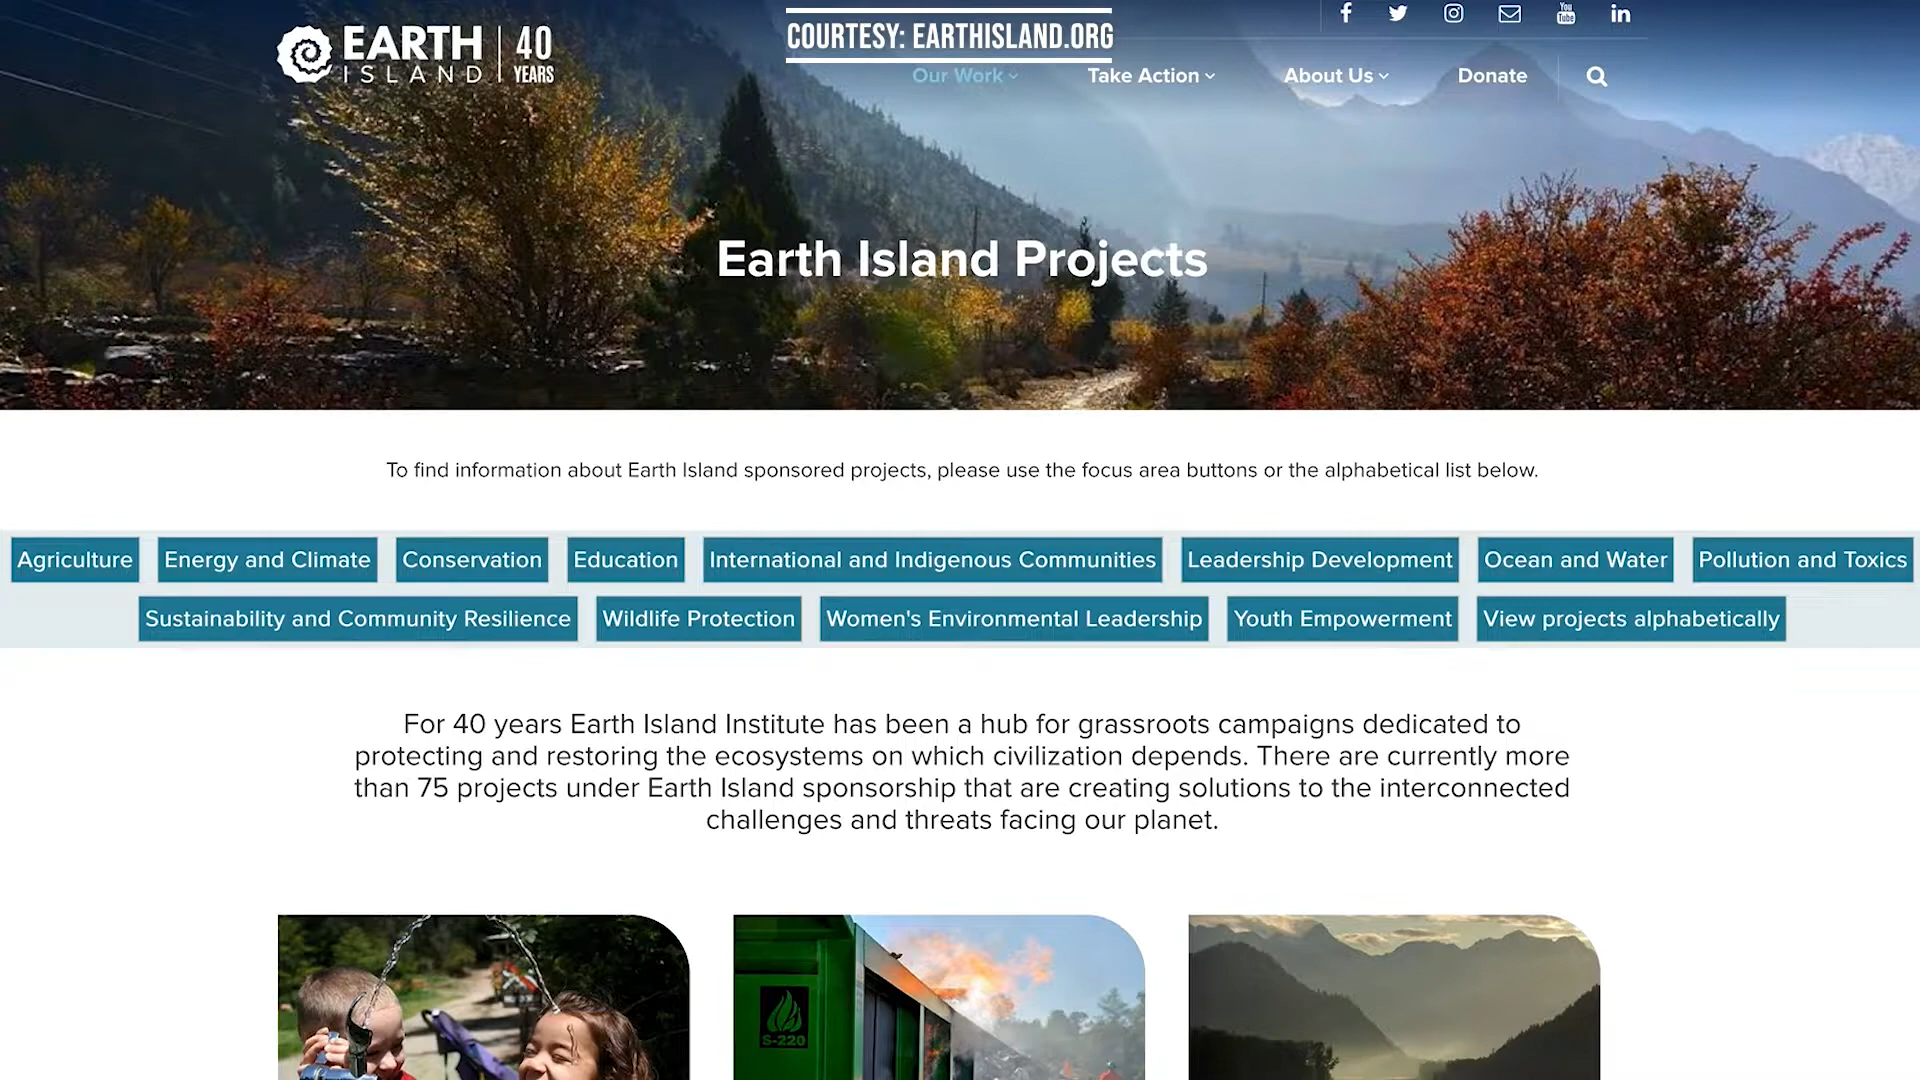 EARTH
ISLAND
40
YEARS
COURTESY: EARTHISLAND.ORG
You
Tube
Our Work
Take Action
About Us
Donate
Earth Island Projects
To find information about Earth Island sponsored projects, please use the focus area buttons or the alphabetical list below.
Agriculture
Energy and Climate
Conservation
Education
International and Indigenous Communities
Leadership Development
Ocean and Water
Pollution and Toxics
Sustainability and Community Resilience
Wildlife Protection
Women's Environmental Leadership
Youth Empowerment
View projects alphabetically
For 40 years Earth Island Institute has been a hub for grassroots campaigns dedicated to
protecting and restoring the ecosystems on which civilization depends. There are currently more
than 75 projects under Earth Island sponsorship that are creating solutions to the interconnected
challenges and threats facing our planet.
S-220